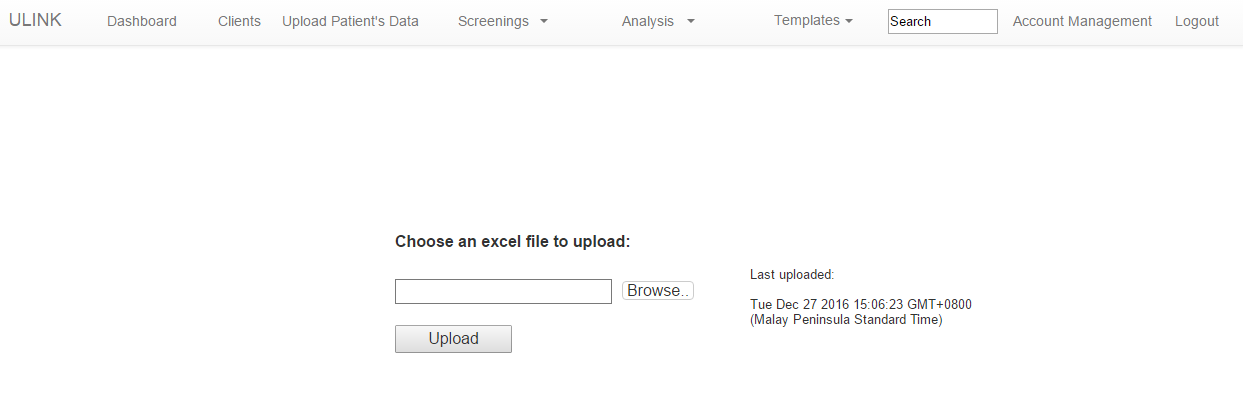 ULINK Dashboard Clients Upload Patient's Data Screenings Analysis Templates Search Account Management Logout
Choose an excel file to upload:
Browse..
Upload
Last uploaded:
Tue Dec 27 2016 15:06:23 GMT+0800
(Malay Peninsula Standard Time)